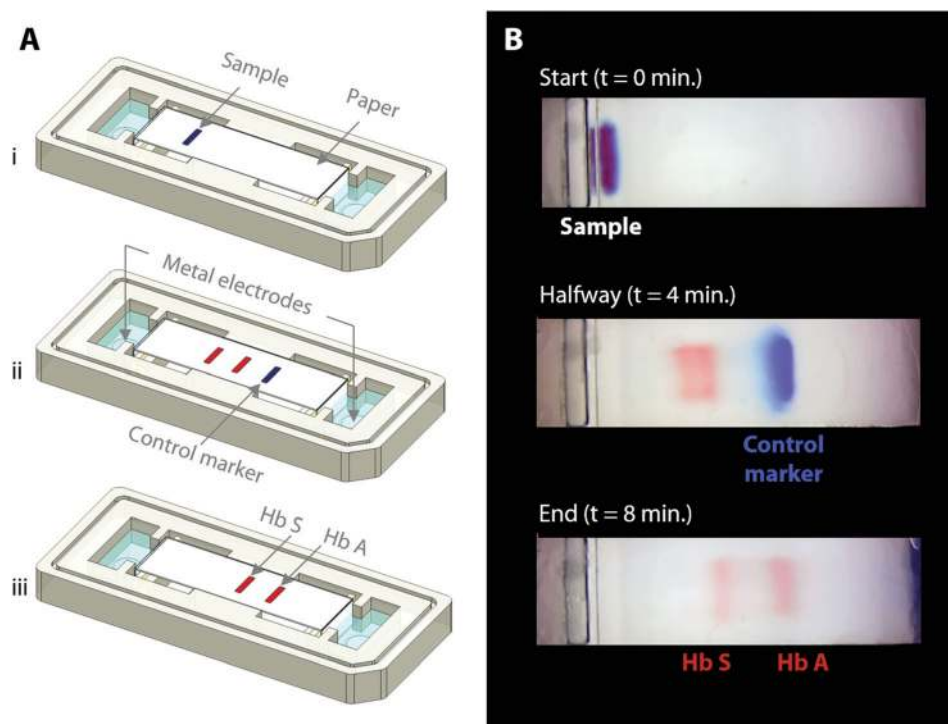 A
Sample
Paper
i
Metal electrodes
ii
Control marker
Hb S
Hb A
iii
B
Start (t = 0 min.)
Sample
Halfway (t = 4 min.)
Control
marker
End (t = 8 min.)
Hb S
Hb A